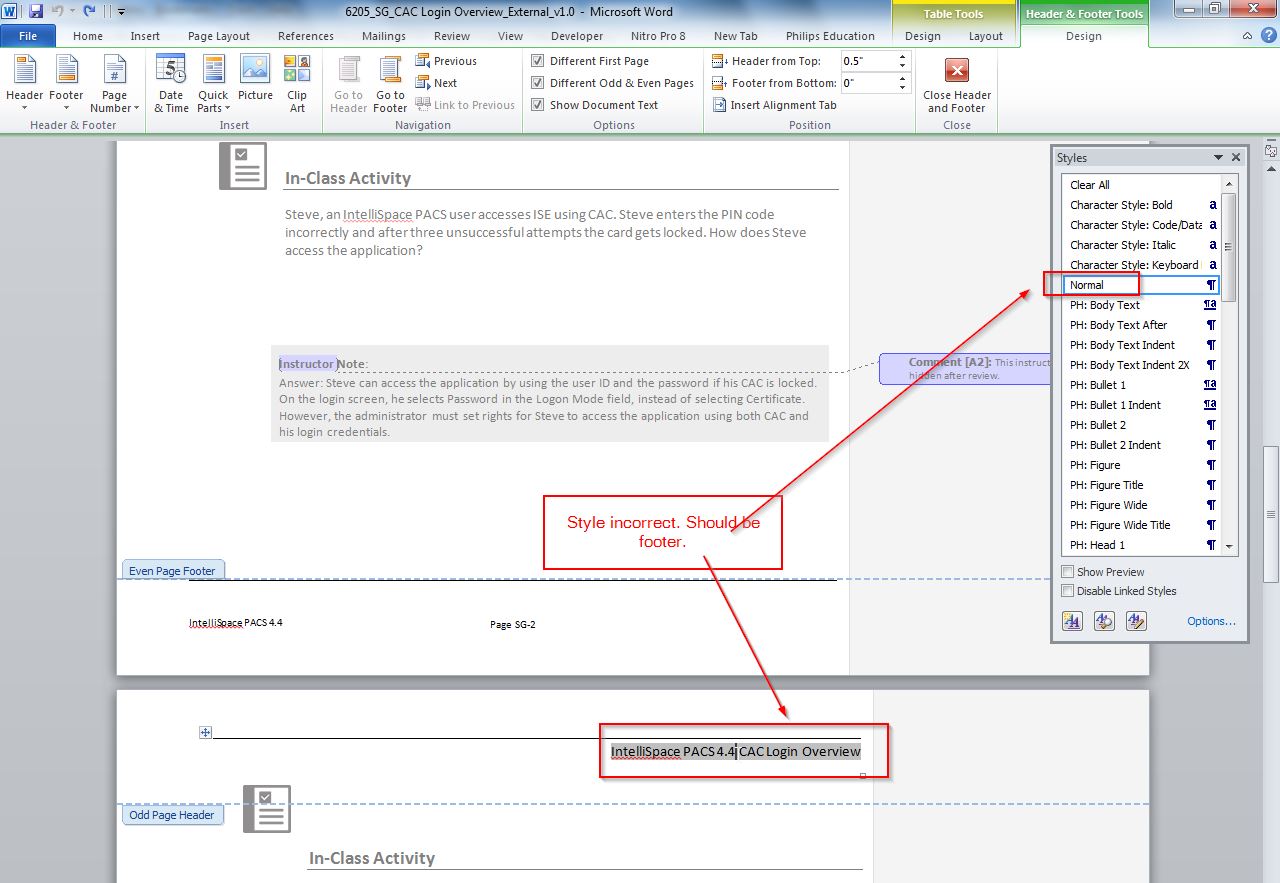 6205_SG_CAC Login Overview_External_v1.0 - Microsoft Word
Table Tools
Header & Footer Tools
File
Home
Insert
Page Layout
References
Mailings
Review
View
Developer
Nitro Pro 8
New Tab
Philips Education
Design
Layout
Design
Header
Footer
Page
Number
Header & Footer
Date
& Time
Quick
Parts
Picture
Clip
Art
Insert
Go to
Header
Go to
Footer
Previous
Next
Link to Previous
Navigation
Different First Page
Different Odd & Even Pages
Show Document Text
Options
Header from Top: 0.5"
Footer from Bottom: 0"
Insert Alignment Tab
Position
Close Header
and Footer
Close
In-Class Activity
Steve, an IntelliSpace PACS user accesses ISE using CAC. Steve enters the PIN code
incorrectly and after three unsuccessful attempts the card gets locked. How does Steve
access the application?
Instructor Note:
Answer: Steve can access the application by using the user ID and the password if his CAC is locked.
On the login screen, he selects Password in the Logon Mode field, instead of selecting Certificate.
However, the administrator must set rights for Steve to access the application using both CAC and
his login credentials.
Comment [A2]: This instruct
hidden after review.
Style incorrect. Should be
footer.
Even Page Footer
IntelliSpace PACS 4.4
Page SG-2
IntelliSpace PACS 4.4 CAC Login Overview
Odd Page Header
In-Class Activity
Styles
Clear All
Character Style: Bold a
Character Style: Code/Data a
Character Style: Italic a
Character Style: Keyboard a
Normal ¶
PH: Body Text ¶a
PH: Body Text After ¶
PH: Body Text Indent ¶
PH: Body Text Indent 2X ¶
PH: Bullet 1 ¶a
PH: Bullet 1 Indent ¶a
PH: Bullet 2 ¶
PH: Bullet 2 Indent ¶
PH: Figure ¶
PH: Figure Title ¶
PH: Figure Wide ¶
PH: Figure Wide Title ¶
PH: Head 1 ¶
Show Preview
Disable Linked Styles
Options...